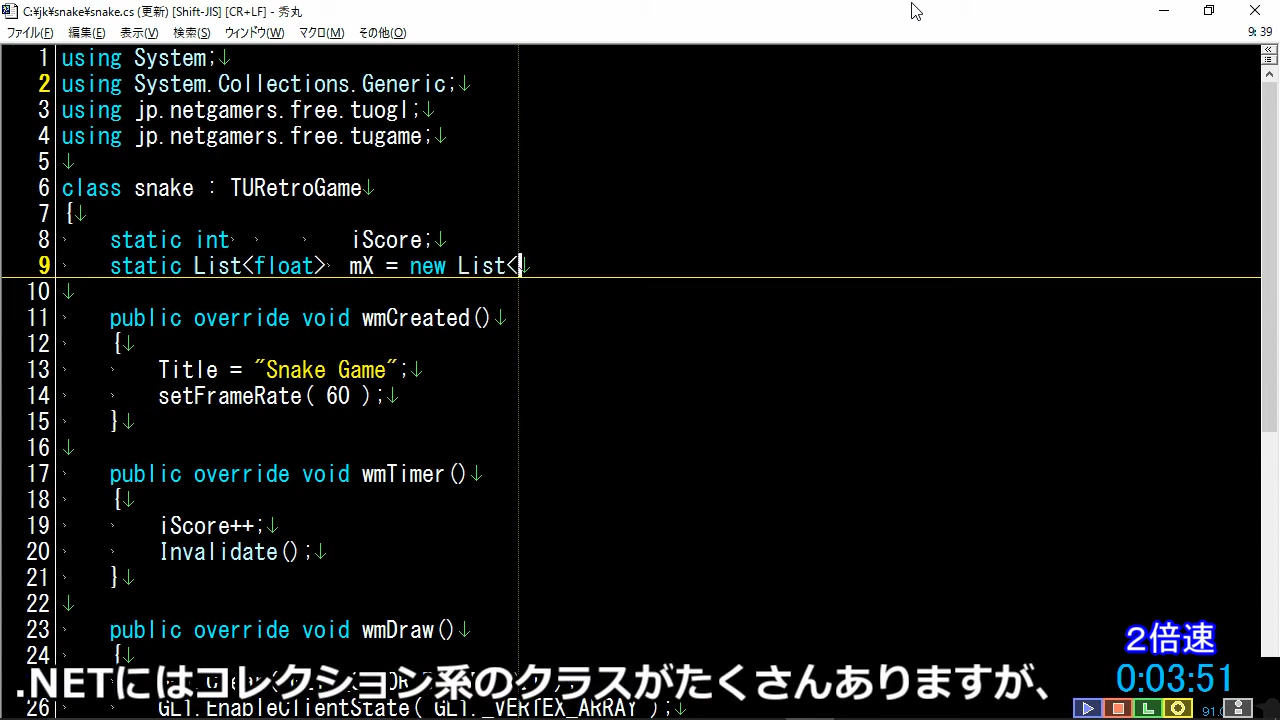 C:¥jk¥snake¥snake.cs (更新) [Shift-JIS] [CR+LF] - 秀丸
ファイル(F) 編集(E) 表示(V) 検索(S) ウィンドウ(W) マクロ(M) その他(O)
9: 39
1 using System;↓
2 using System.Collections.Generic;↓
3 using jp.netgamers.free.tuogl;↓
4 using jp.netgamers.free.tugame;↓
5 ↓
6 class snake : TURetroGame↓
7 {↓
8 static int iScore;↓
9 static List<float> mX = new List<↓
10 ↓
11 public override void wmCreated()↓
12 {↓
13 Title = "Snake Game";↓
14 setFrameRate( 60 );↓
15 }↓
16 ↓
17 public override void wmTimer()↓
18 {↓
19 iScore++;↓
20 Invalidate();↓
21 }↓
22 ↓
23 public override void wmDraw()↓
24 {↓
２倍速
.NETにはコレクション系のクラスがたくさんありますが、
0:03:51
26 GL1.EnableClientState( GL1._VERTEX_ARRAY );↓